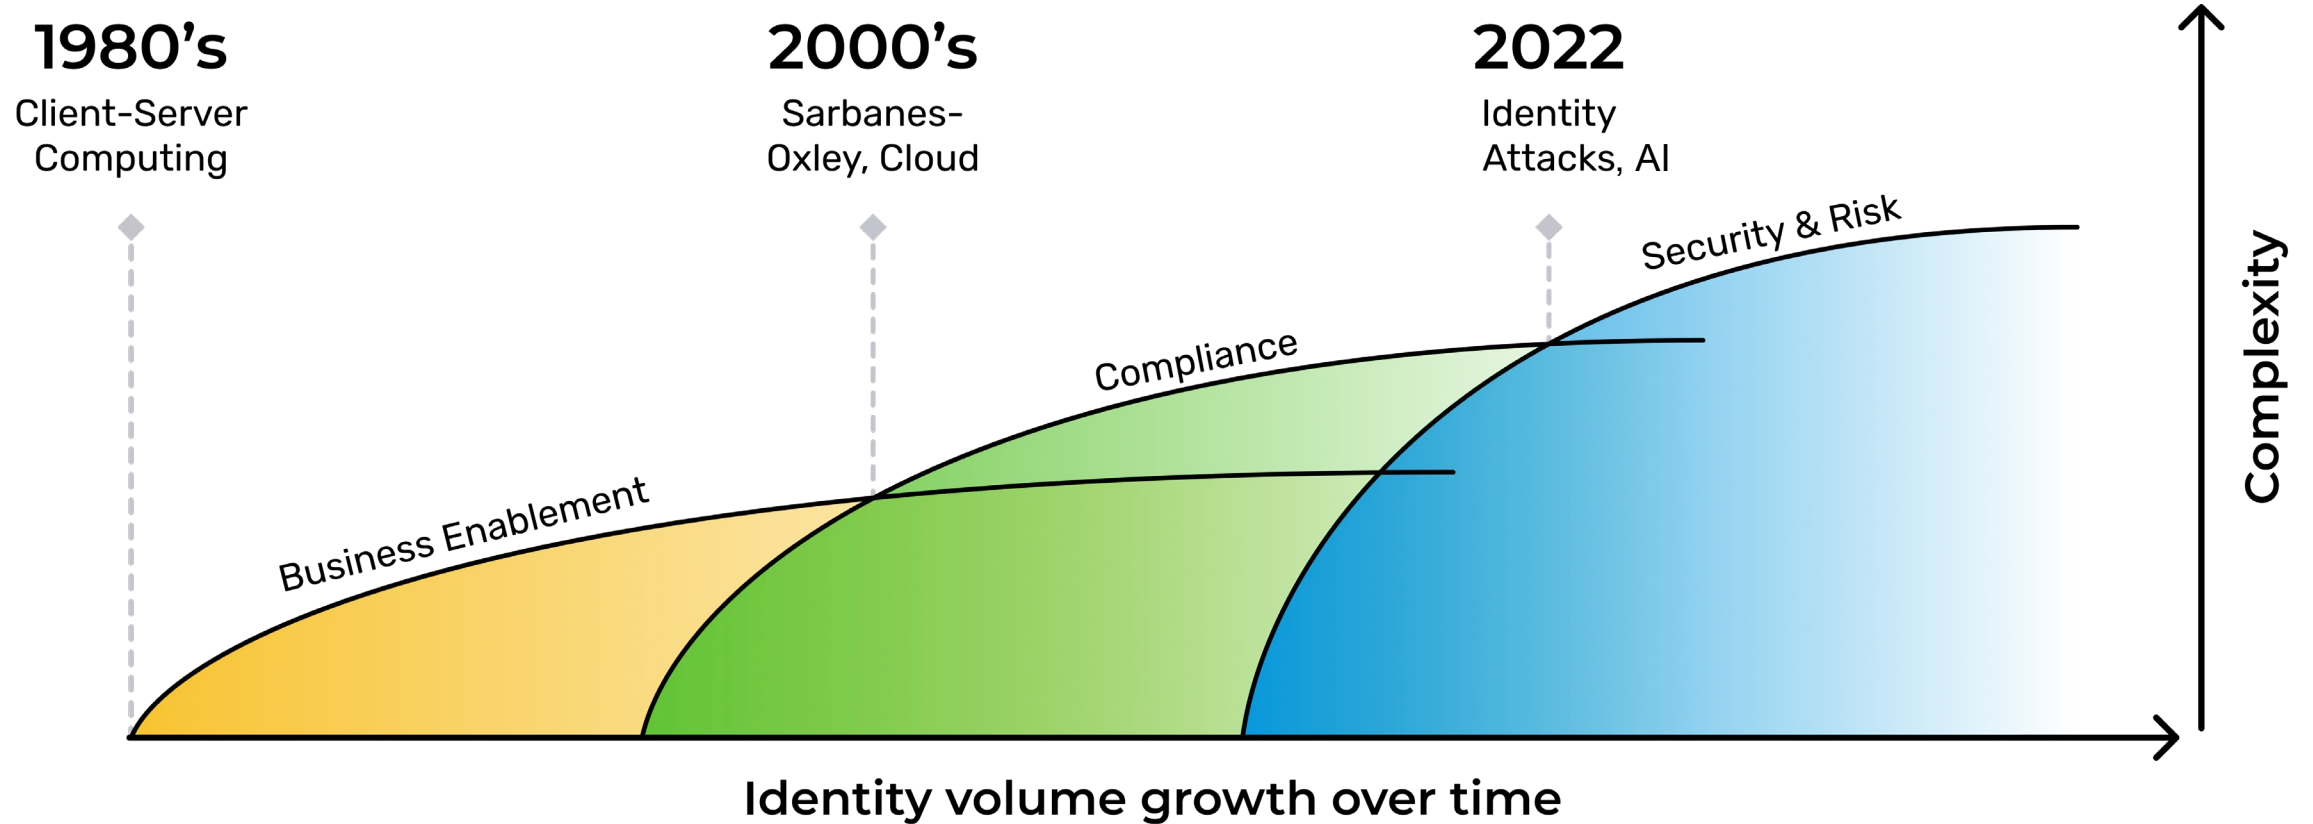 1980’s
Client-Server
Computing
2000’s
Sarbanes-
Oxley, Cloud
2022
Identity
Attacks, AI
Business Enablement
Compliance
Security & Risk
Complexity
Identity volume growth over time